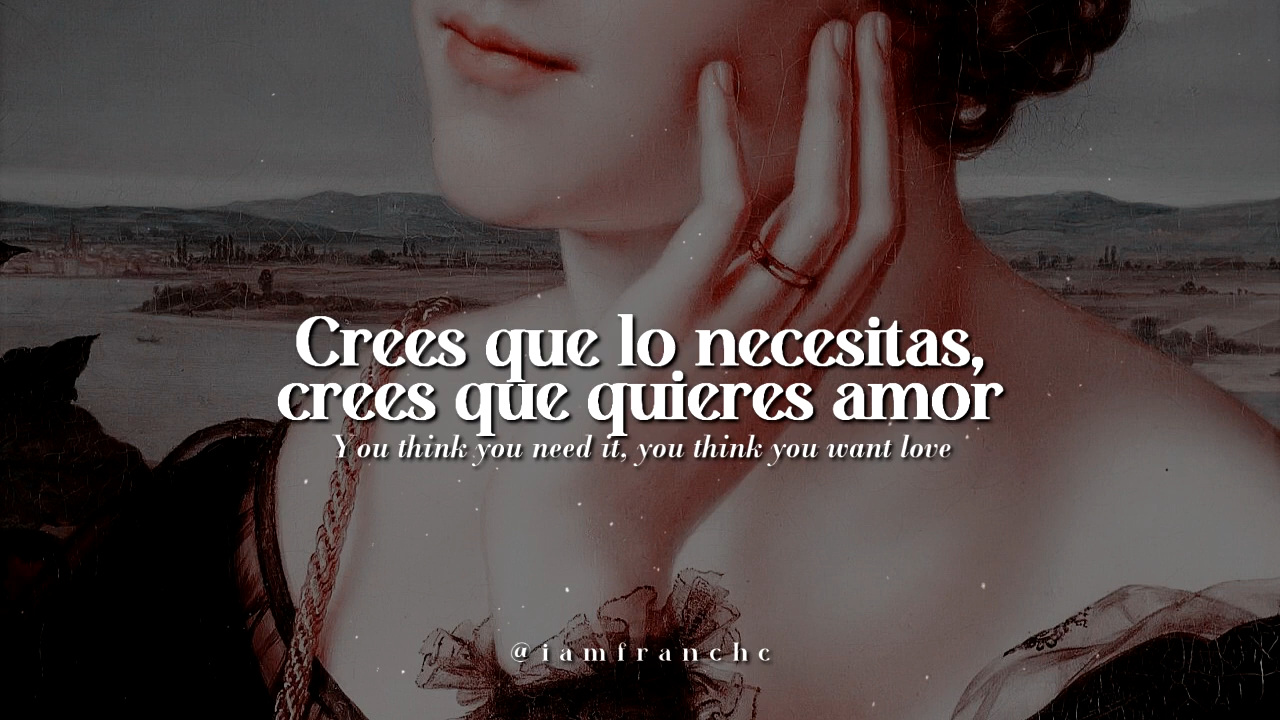 Crees que lo necesitas,
crees que quieres amor
You think you need it, you think you want love
@iamfranchc